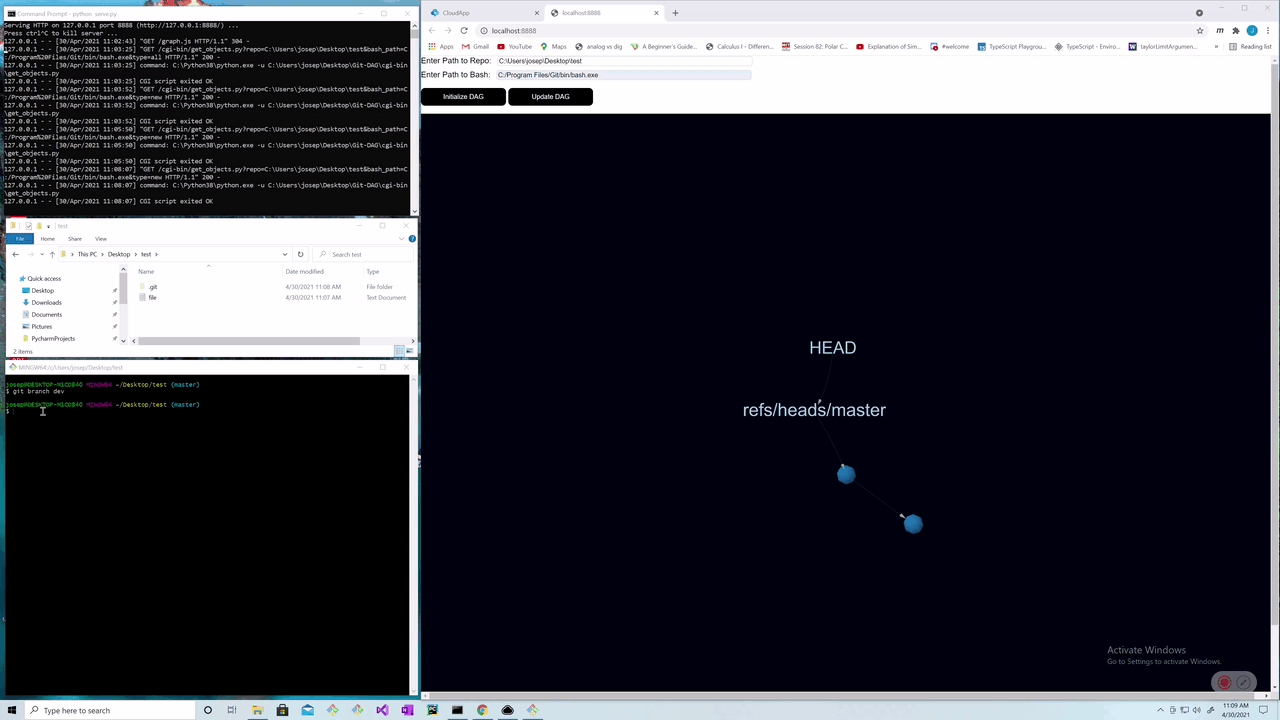 Command Prompt - python serve.py
Serving HTTP on 127.0.0.1 port 8888 (http://127.0.0.1:8888/) ...
Press ctrl^C to kill server ...
127.0.0.1 - - [30/Apr/2021 11:02:43] "GET /graph.js HTTP/1.1" 304 -
127.0.0.1 - - [30/Apr/2021 11:03:25] "GET /cgi-bin/get_objects.py?repo=C:\Users\josep\Desktop\test&bash_path=C
:/Program%20Files/Git/bin/bash.exe&type=all HTTP/1.1" 200 -
127.0.0.1 - - [30/Apr/2021 11:03:25] command: C:\Python38\python.exe -u C:\Users\josep\Desktop\Git-DAG\cgi-bin
\get_objects.py
127.0.0.1 - - [30/Apr/2021 11:03:25] CGI script exited OK
127.0.0.1 - - [30/Apr/2021 11:03:52] "GET /cgi-bin/get_objects.py?repo=C:\Users\josep\Desktop\test&bash_path=C
:/Program%20Files/Git/bin/bash.exe&type=new HTTP/1.1" 200 -
127.0.0.1 - - [30/Apr/2021 11:03:52] command: C:\Python38\python.exe -u C:\Users\josep\Desktop\Git-DAG\cgi-bin
\get_objects.py
127.0.0.1 - - [30/Apr/2021 11:03:52] CGI script exited OK
127.0.0.1 - - [30/Apr/2021 11:05:50] "GET /cgi-bin/get_objects.py?repo=C:\Users\josep\Desktop\test&bash_path=C
:/Program%20Files/Git/bin/bash.exe&type=new HTTP/1.1" 200 -
127.0.0.1 - - [30/Apr/2021 11:05:50] command: C:\Python38\python.exe -u C:\Users\josep\Desktop\Git-DAG\cgi-bin
\get_objects.py
127.0.0.1 - - [30/Apr/2021 11:05:50] CGI script exited OK
127.0.0.1 - - [30/Apr/2021 11:08:07] "GET /cgi-bin/get_objects.py?repo=C:\Users\josep\Desktop\test&bash_path=C
:/Program%20Files/Git/bin/bash.exe&type=new HTTP/1.1" 200 -
127.0.0.1 - - [30/Apr/2021 11:08:07] command: C:\Python38\python.exe -u C:\Users\josep\Desktop\Git-DAG\cgi-bin
\get_objects.py
127.0.0.1 - - [30/Apr/2021 11:08:07] CGI script exited OK
test
File Home Share View
This PC Desktop test Search test
Name Date modified Type
Quick access
Desktop
Downloads
Documents
Pictures
PycharmProjects
.git 4/30/2021 11:08 AM File folder
file 4/30/2021 11:07 AM Text Document
2 items
MINGW64:/c/Users/josep/Desktop/test
josep@DESKTOP-N1CD84O MINGW64 ~/Desktop/test (master)
$ git branch dev
josep@DESKTOP-N1CD84O MINGW64 ~/Desktop/test (master)
$
CloudApp localhost:8888
localhost:8888
Apps Gmail YouTube Maps analog vs dig A Beginner's Guide... Calculus I - Different... Session 82: Polar C... Explanation of Sim... #welcome TypeScript Playgrou... TypeScript - Enviro... taylorLimitArgumen...
Enter Path to Repo: C:\Users\josep\Desktop\test
Enter Path to Bash: C:/Program Files/Git/bin/bash.exe
Initialize DAG Update DAG
HEAD
refs/heads/master
Activate Windows
Go to Settings to activate Windows.
Type here to search
11:09 AM
4/30/2021